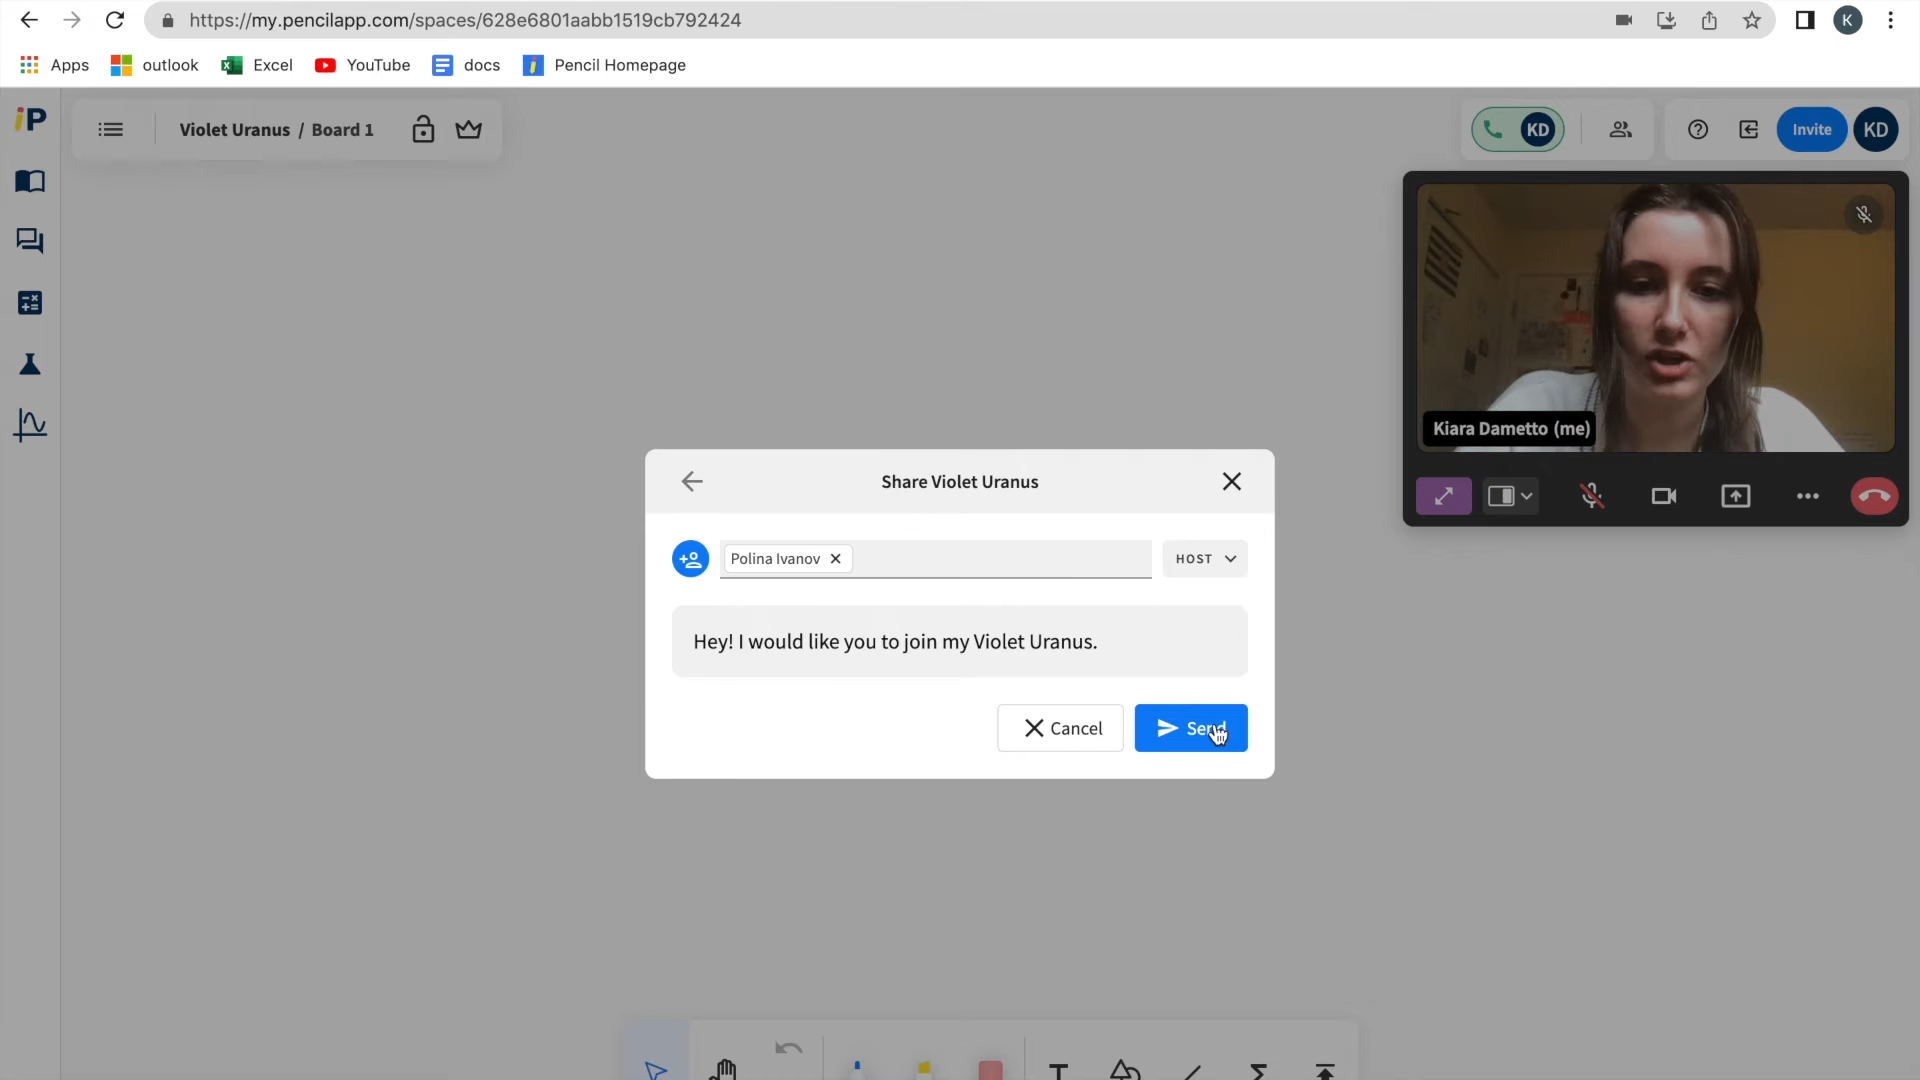 https://my.pencilapp.com/spaces/628e6801aabb1519cb792424
K
Apps
outlook
Excel
YouTube
docs
Pencil Homepage
iP
Violet Uranus / Board 1
KD
Invite
KD
Kiara Dametto (me)
Share Violet Uranus
Polina Ivanov
HOST
Hey! I would like you to join my Violet Uranus.
Cancel
Send